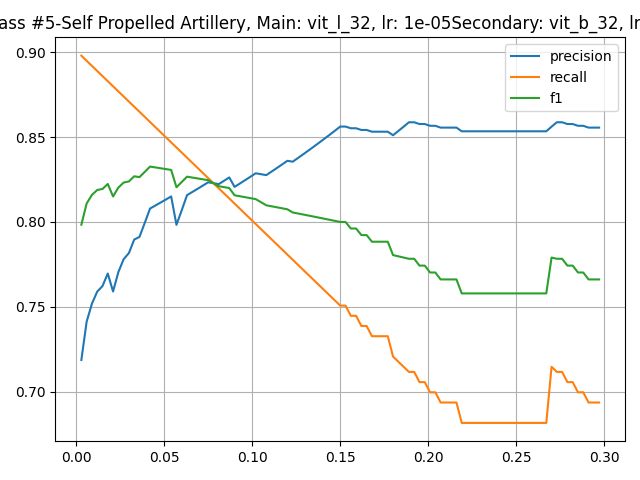 ass #5-Self Propelled Artillery, Main: vit_l_32, lr: 1e-05Secondary: vit_b_32, lr
precision
recall
f1
0.90
0.85
0.80
0.75
0.70
0.00 0.05 0.10 0.15 0.20 0.25 0.30